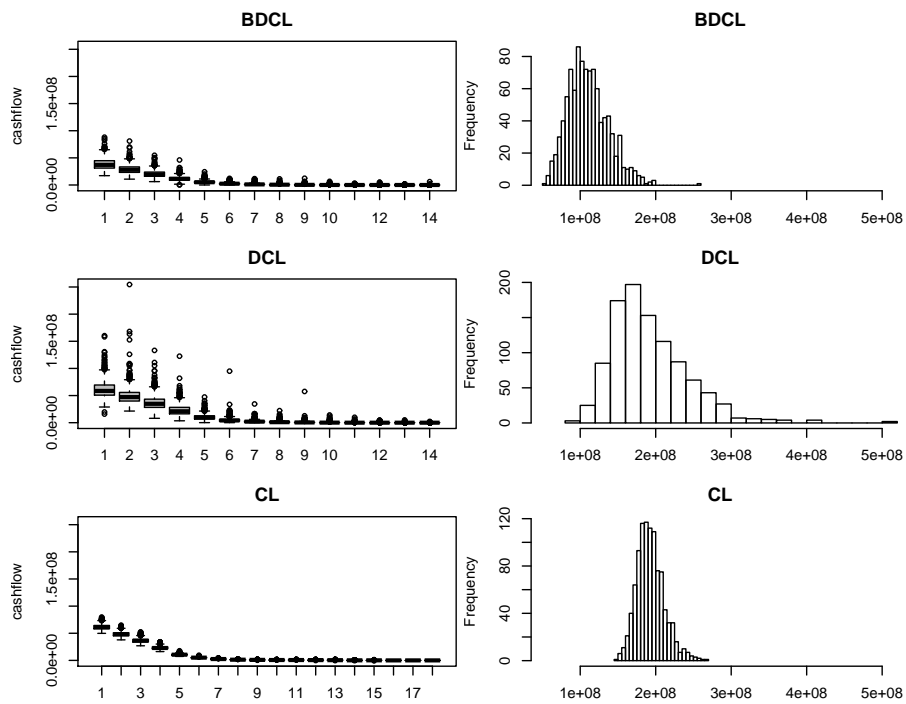 BDCL
cashflow
0.0e+00 1.5e+08
1 2 3 4 5 6 7 8 9 10 12 14
BDCL
Frequency
0 20 40 60 80
1e+08 2e+08 3e+08 4e+08 5e+08
DCL
cashflow
0.0e+00 1.5e+08
1 2 3 4 5 6 7 8 9 10 12 14
DCL
Frequency
0 50 100 200
1e+08 2e+08 3e+08 4e+08 5e+08
CL
cashflow
0.0e+00 1.5e+08
1 3 5 7 9 11 13 15 17
CL
Frequency
0 40 80 120
1e+08 2e+08 3e+08 4e+08 5e+08